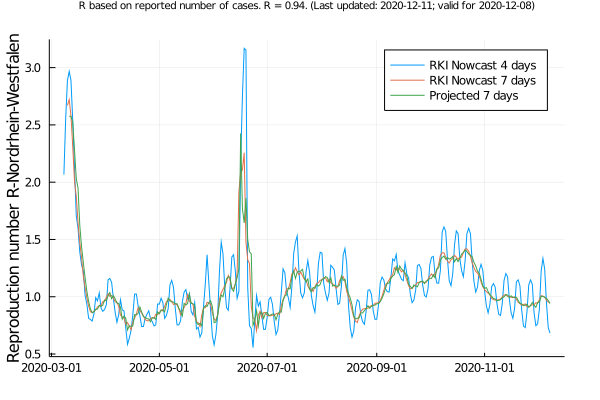 R based on reported number of cases. R = 0.94. (Last updated: 2020-12-11; valid for 2020-12-08)
Reproduction number R-Nordrhein-Westfalen
RKI Nowcast 4 days
RKI Nowcast 7 days
Projected 7 days
3.0
2.5
2.0
1.5
1.0
0.5
2020-03-01 2020-05-01 2020-07-01 2020-09-01 2020-11-01